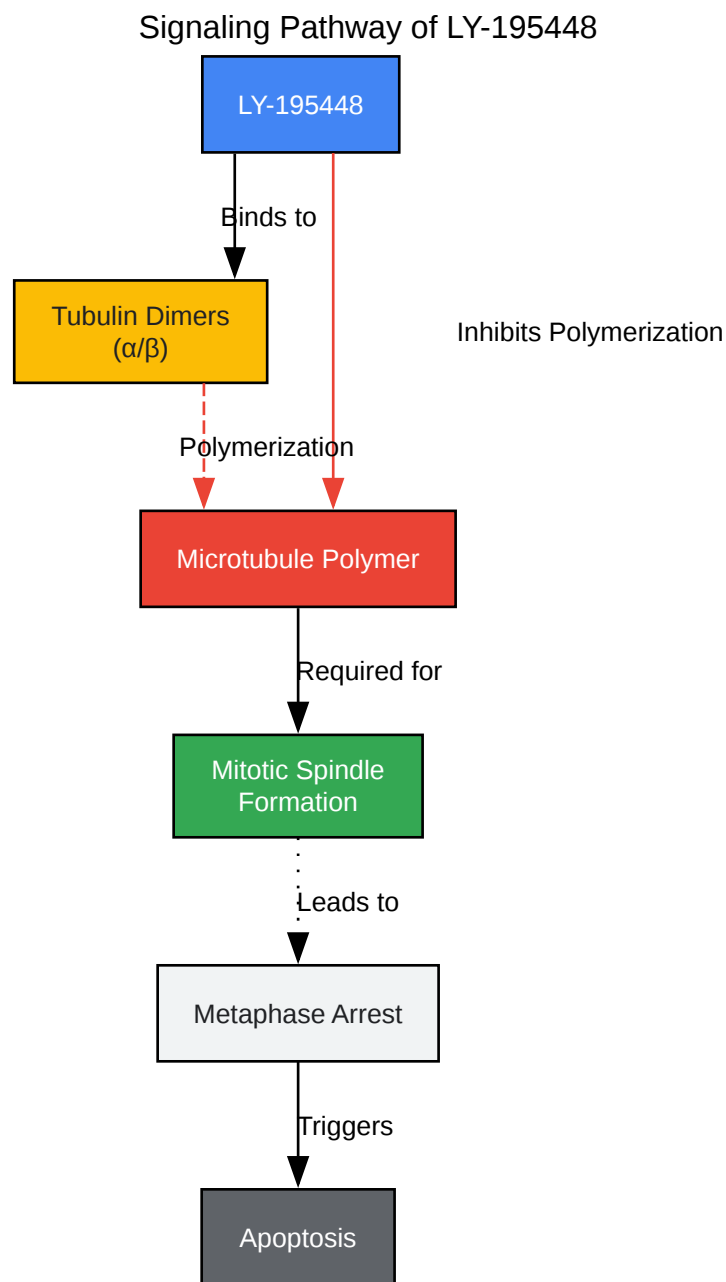 Signaling Pathway of LY-195448
LY-195448
Binds to
Tubulin Dimers
(α/β)
Inhibits Polymerization
Polymerization
Microtubule Polymer
Required for
Mitotic Spindle
Formation
Leads to
Metaphase Arrest
Triggers
Apoptosis